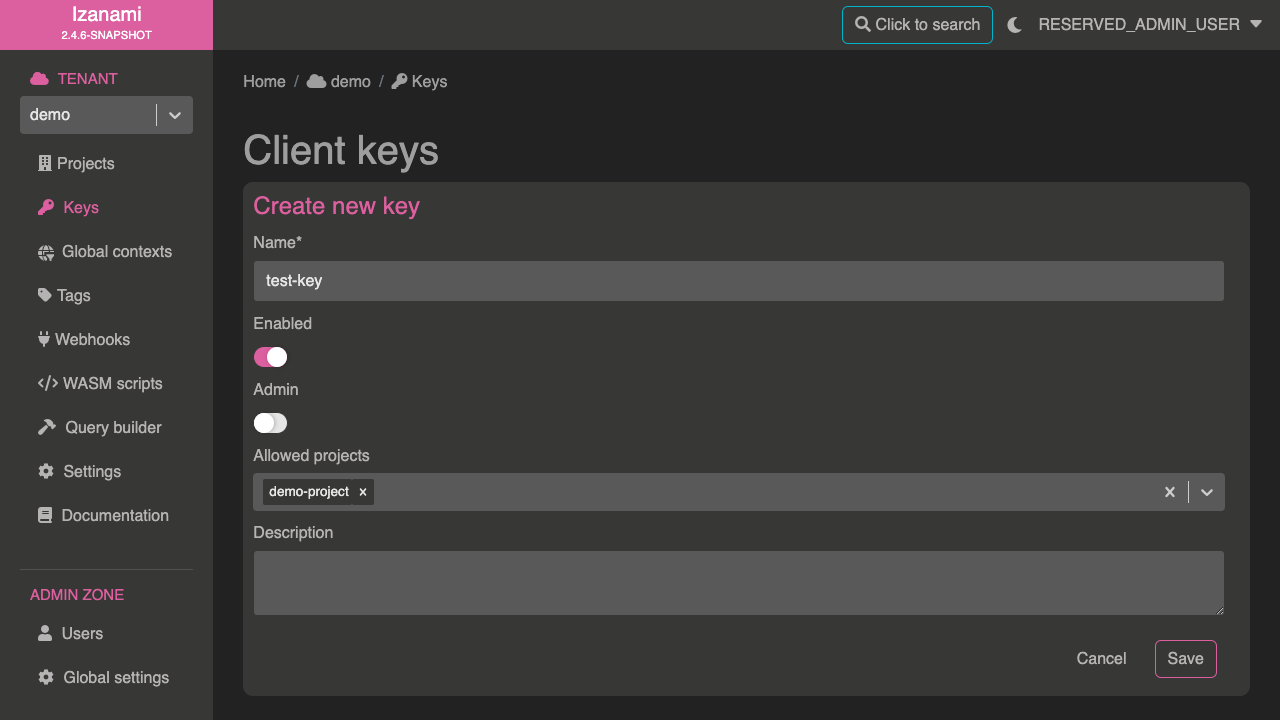 Izanami
2.4.6-SNAPSHOT
Click to search
RESERVED_ADMIN_USER
TENANT
demo
Projects
Keys
Global contexts
Tags
Webhooks
WASM scripts
Query builder
Settings
Documentation
ADMIN ZONE
Users
Global settings
Home / demo / Keys
Client keys
Create new key
Name*
test-key
Enabled
Admin
Allowed projects
demo-project
Description
Cancel
Save